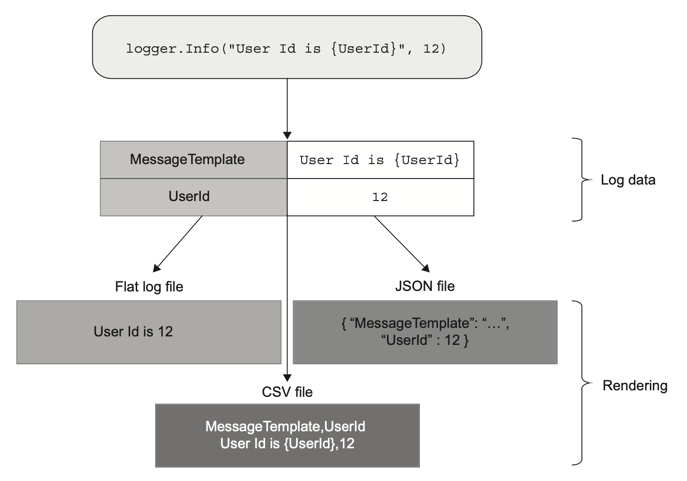 logger.Info("User Id is {UserId}", 12)
MessageTemplate
User Id is {UserId}
UserId
12
Log data
Flat log file
User Id is 12
JSON file
{ “MessageTemplate”: “…”,
“UserId” : 12 }
CSV file
MessageTemplate,UserId
User Id is {UserId},12
Rendering